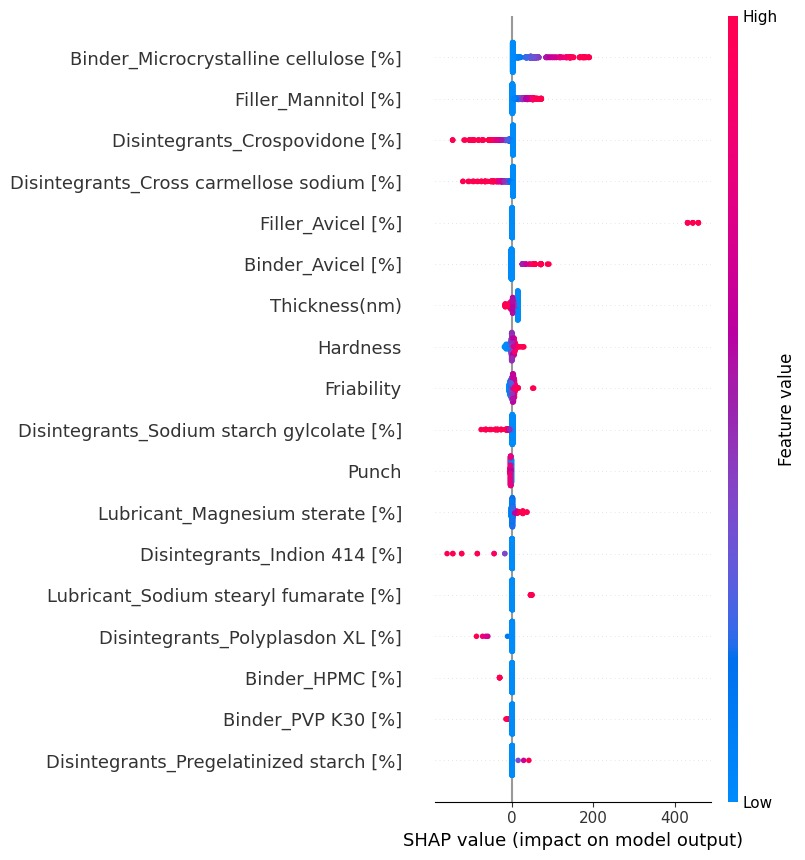 High
Binder_Microcrystalline cellulose [%]
Filler_Mannitol [%]
Disintegrants_Crospovidone [%]
Disintegrants_Cross carmellose sodium [%]
Filler_Avicel [%]
Binder_Avicel [%]
Thickness(nm)
Hardness
Friability
Disintegrants_Sodium starch gylcolate [%]
Punch
Lubricant_Magnesium sterate [%]
Disintegrants_Indion 414 [%]
Lubricant_Sodium stearyl fumarate [%]
Disintegrants_Polyplasdon XL [%]
Binder_HPMC [%]
Binder_PVP K30 [%]
Disintegrants_Pregelatinized starch [%]
Low
Feature value
0 200 400
SHAP value (impact on model output)